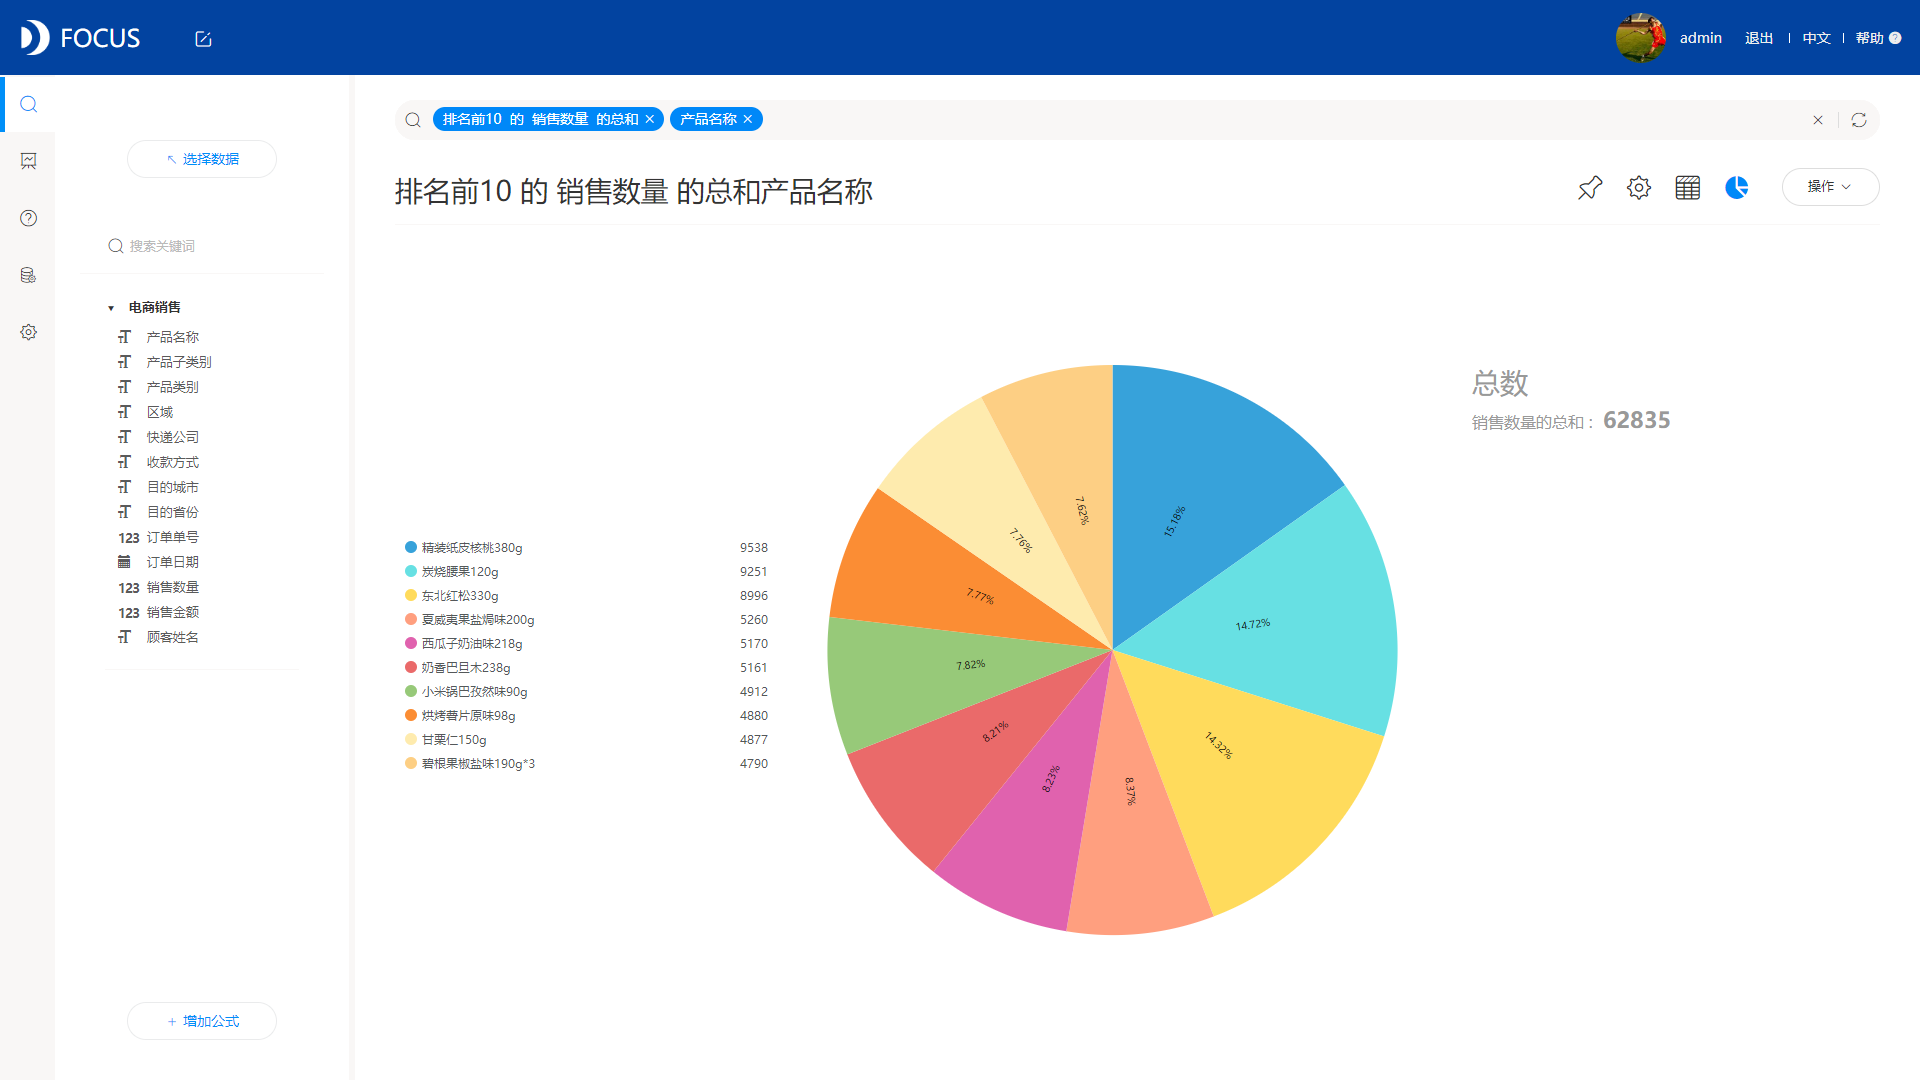 FOCUS
admin 退出 中文 帮助 ?
排名前10 的 销售数量 的总和 产品名称
选择数据
排名前10 的 销售数量 的总和产品名称
操作
搜索关键词
电商销售
产品名称
产品子类别
产品类别
区域
快递公司
收款方式
目的城市
目的省份
123 订单单号
订单日期
123 销售数量
123 销售金额
顾客姓名
+ 增加公式
精装纸皮核桃380g 9538
炭烧腰果120g 9251
东北红松330g 8996
夏威夷果盐焗味200g 5260
西瓜子奶油味218g 5170
奶香巴旦木238g 5161
小米锅巴孜然味90g 4912
烘烤薯片原味98g 4880
甘栗仁150g 4877
碧根果椒盐味190g*3 4790
15.18%
14.72%
14.32%
8.37%
8.23%
8.21%
7.82%
7.77%
7.76%
7.62%
总数
销售数量的总和 : 62835